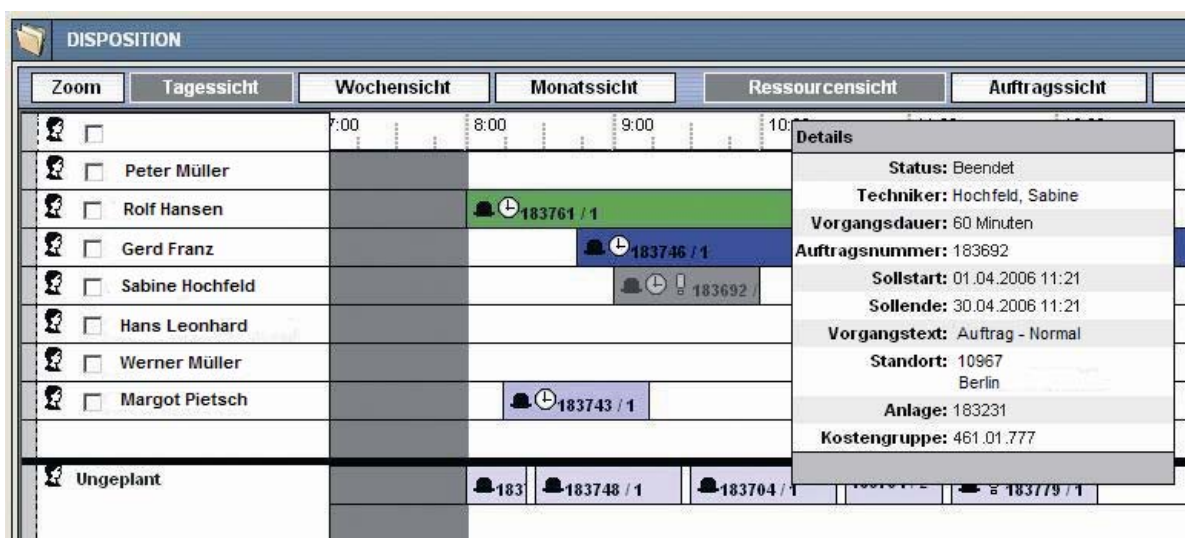 DISPOSITION
Zoom Tagessicht Wochensicht Monatssicht Ressourcensicht Auftragssicht
7:00 8:00 9:00
Details
Peter Müller
Status: Beendet
Rolf Hansen 183761 / 1
Techniker: Hochfeld, Sabine
Vorgangsdauer: 60 Minuten
Gerd Franz 183746 / 1
Auftragsnummer: 183692
Sabine Hochfeld 183692 /
Sollstart: 01.04.2006 11:21
Sollende: 30.04.2006 11:21
Hans Leonhard
Vorgangstext: Auftrag - Normal
Werner Müller
Standort: 10967
Berlin
Margot Pietsch 183743 / 1
Anlage: 183231
Kostengruppe: 461.01.777
Ungeplant
183748 / 1 183704 / 1 183779 / 1